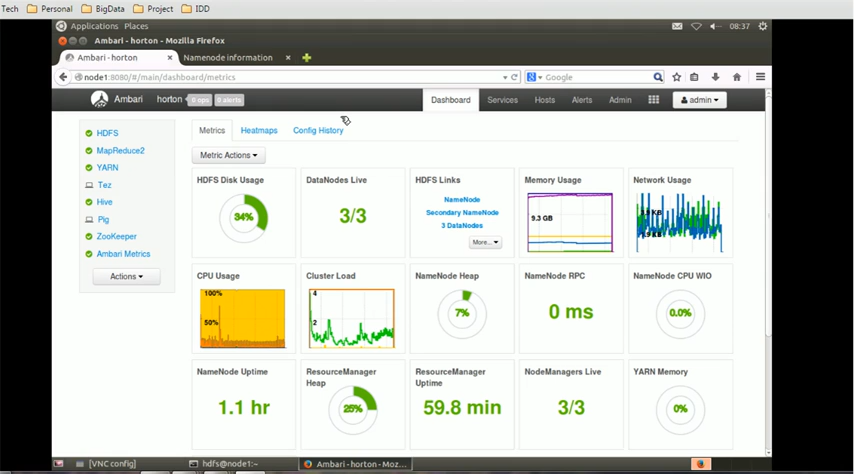 Tech Personal BigData Project IDD
Applications Places 08:37
Ambari - horton - Mozilla Firefox
Ambari - horton × Namenode information ×
node1:8080/#/main/dashboard/metrics Google
Ambari horton 0 ops 0 alerts Dashboard Services Hosts Alerts Admin admin
HDFS
MapReduce2
YARN
Tez
Hive
Pig
ZooKeeper
Ambari Metrics
Actions
Metrics Heatmaps Config History
Metric Actions
HDFS Disk Usage
34%
DataNodes Live
3/3
HDFS Links
NameNode
Secondary NameNode
3 DataNodes
More...
Memory Usage
9.3 GB
Network Usage
CPU Usage
100%
50%
Cluster Load
4
2
NameNode Heap
7%
NameNode RPC
0 ms
NameNode CPU WIO
0.0%
NameNode Uptime
1.1 hr
ResourceManager
Heap
25%
ResourceManager
Uptime
59.8 min
NodeManagers Live
3/3
YARN Memory
0%
[VNC config] hdfs@node1:~ Ambari - horton - Moz...